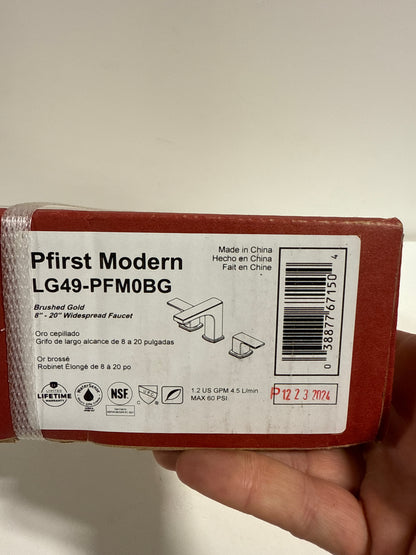 Pfirst Modern
LG49-PFM0BG
Brushed Gold
8" - 20" Widespread Faucet
Oro cepillado
Grifo de largo alcance de 8 a 20 pulgadas
Or brossé
Robinet Élongé de 8 à 20 po
Made in China
Hecho en China
Fait en Chine
0 38877 67150 4
LIMITED
LIFETIME
WARRANTY
WaterSense
NSF
1.2 US GPM 4.5 L/min
MAX 60 PSI
P 12 2 3 2024